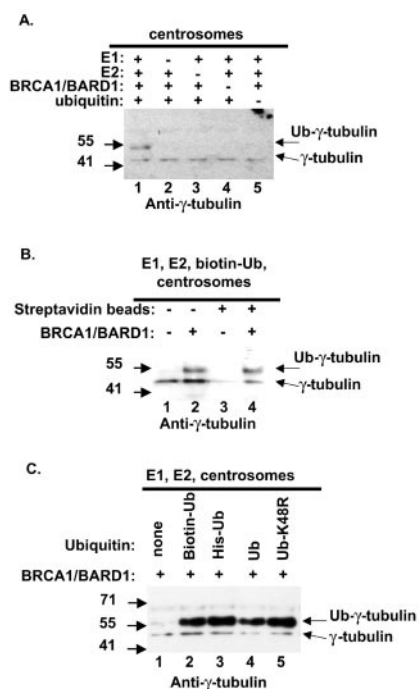 A.
centrosomes
E1: + - + + +
E2: + + - + +
BRCA1/BARD1: + + + - +
ubiquitin: + + + + -
55
Ub-γ-tubulin
41
γ-tubulin
1 2 3 4 5
Anti-γ-tubulin
B.
E1, E2, biotin-Ub,
centrosomes
Streptavidin beads: - - + +
BRCA1/BARD1: - + - +
55
Ub-γ-tubulin
41
γ-tubulin
1 2 3 4
Anti-γ-tubulin
C.
E1, E2, centrosomes
Ubiquitin: none Biotin-Ub His-Ub Ub Ub-K48R
BRCA1/BARD1: + + + + +
71
55
Ub-γ-tubulin
41
γ-tubulin
1 2 3 4 5
Anti-γ-tubulin